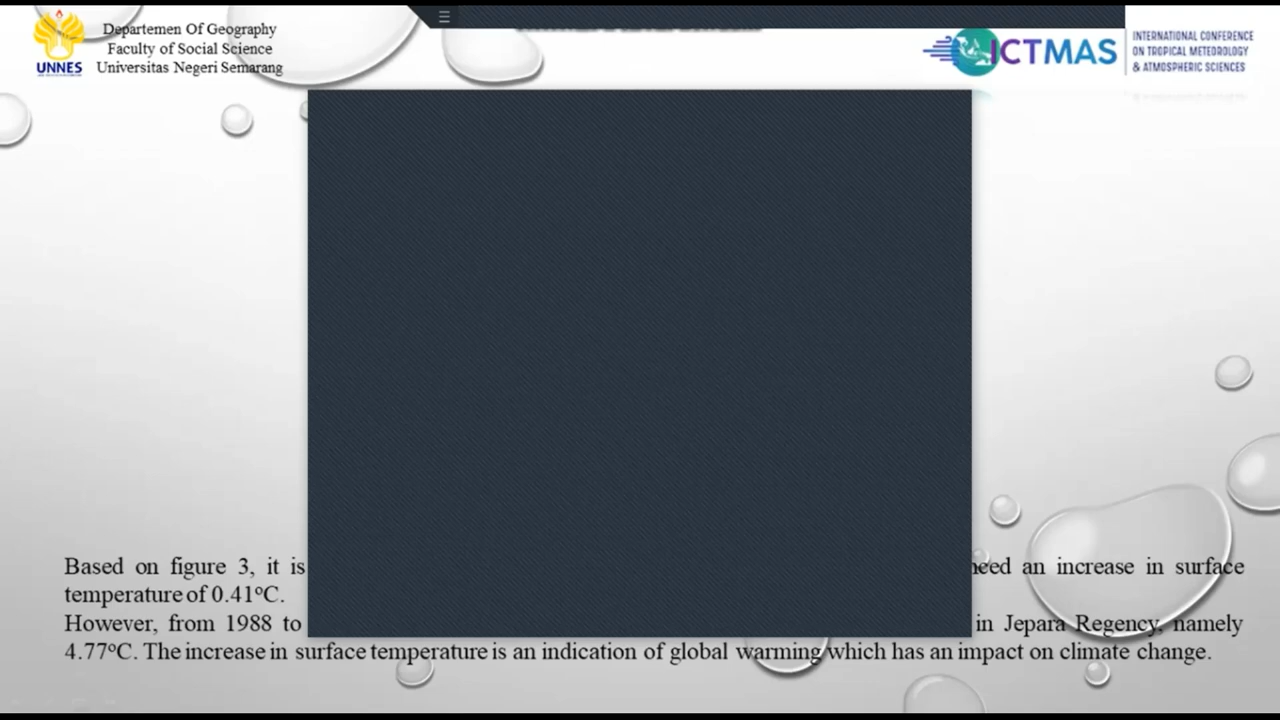 Departemen Of Geography
Faculty of Social Science
Universitas Negeri Semarang
UNNES
ICTMAS
INTERNATIONAL CONFERENCE
ON TROPICAL METEOROLOGY
& ATMOSPHERIC SCIENCES
Based on figure 3, it is an increase in surface
temperature of 0.41°C.
However, from 1988 to in Jepara Regency, namely
4.77°C. The increase in surface temperature is an indication of global warming which has an impact on climate change.